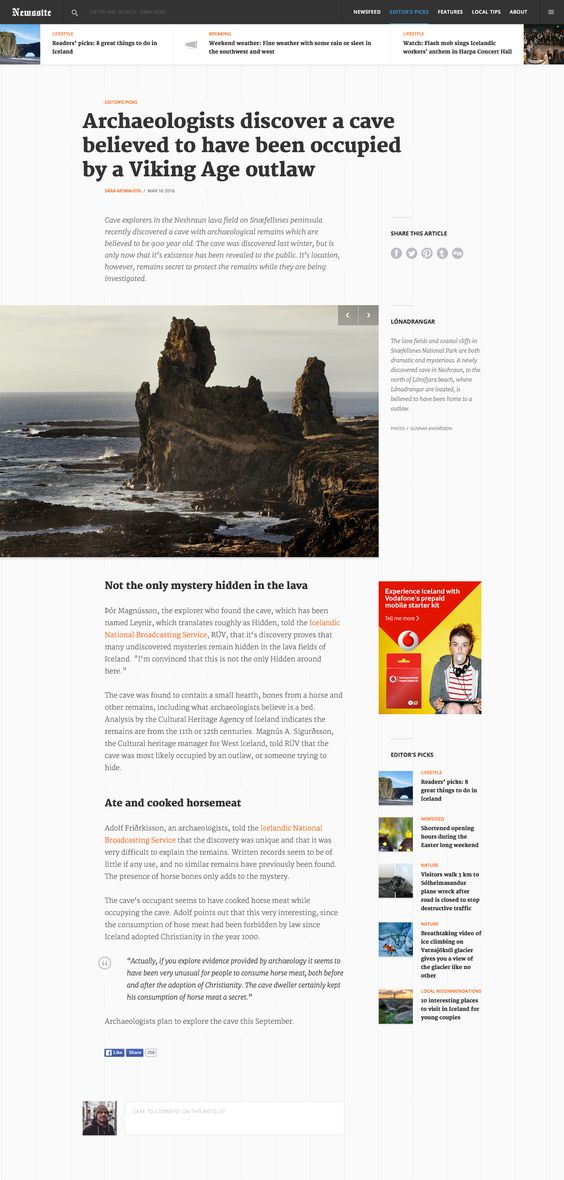 Newssite
ENTER ANY SEARCH TERM HERE
NEWSFEED
EDITOR'S PICKS
FEATURES
LOCAL TIPS
ABOUT
LIFESTYLE
Readers' picks: 8 great things to do in
Iceland
BREAKING
Weekend weather: Fine weather with some rain or sleet in
the southwest and west
LIFESTYLE
Watch: Flash mob sings Icelandic
workers' anthem in Harpa Concert Hall
EDITOR'S PICKS
Archaeologists discover a cave
believed to have been occupied
by a Viking Age outlaw
SARA MCMAHON / MAR 16 2016
Cave explorers in the Neshraun lava field on Snæfellsnes peninsula
recently discovered a cave with archaeological remains which are
believed to be 900 year old. The cave was discovered last winter, but is
only now that it's existence has been revealed to the public. It's location,
however, remains secret to protect the remains while they are being
investigated.
SHARE THIS ARTICLE
LÓNADRANGAR
The lava fields and coastal cliffs in
Snæfellsnes National Park are both
dramatic and mysterious. A newly
discovered cave in Neshraun, to the
north of Lónsfjara beach, where
Lónadrangar are located, is
believed to have been home to a
outlaw.
PHOTO / GUNNAR ANDRÉSSON
Not the only mystery hidden in the lava
Þór Magnússon, the explorer who found the cave, which has been
named Leynir, which translates roughly as Hidden, told the Icelandic
National Broadcasting Service, RÚV, that it's discovery proves that
many undiscovered mysteries remain hidden in the lava fields of
Iceland. "I'm convinced that this is not the only Hidden around
here."
The cave was found to contain a small hearth, bones from a horse and
other remains, including what archaeologists believe is a bed.
Analysis by the Cultural Heritage Agency of Iceland indicates the
remains are from the 11th or 12th centuries. Magnús A. Sigurðsson,
the Cultural heritage manager for West Iceland, told RÚV that the
cave was most likely occupied by an outlaw, or someone trying to
hide.
Experience Iceland with
Vodafone's prepaid
mobile starter kit
Tell me more
Ate and cooked horsemeat
Adolf Friðrkisson, an archaeologists, told the Icelandic National
Broadcasting Service that the discovery was unique and that it was
very difficult to explain the remains. Written records seem to be of
little if any use, and no similar remains have previously been found.
The presence of horse bones only adds to the mystery.
The cave's occupant seems to have cooked horse meat while
occupying the cave. Adolf points out that this very interesting, since
the consumption of hose meat had been forbidden by law since
Iceland adopted Christianity in the year 1000.
"Actually, if you explore evidence provided by archaeology it seems to
have been very unusual for people to consume horse meat, both before
and after the adoption of Christianity. The cave dweller certainly kept
his consumption of horse meat a secret."
Archaeologists plan to explore the cave this September.
Like
Share
250
EDITOR'S PICKS
LIFESTYLE
Readers' picks: 8
great things to do in
Iceland
NEWSFEED
Shortened opening
hours during the
Easter long weekend
NATURE
Visitors walk 3 km to
Sólheimasandur
plane wreck after
road is closed to stop
destructive traffic
NATURE
Breathtaking video of
ice climbing on
Vatnajökull glacier
gives you a view of
the glacier like no
other
LOCAL RECOMMENDATIONS
10 interesting places
to visit in Iceland for
young couples
CARE TO COMMENT ON THIS ARTICLE?